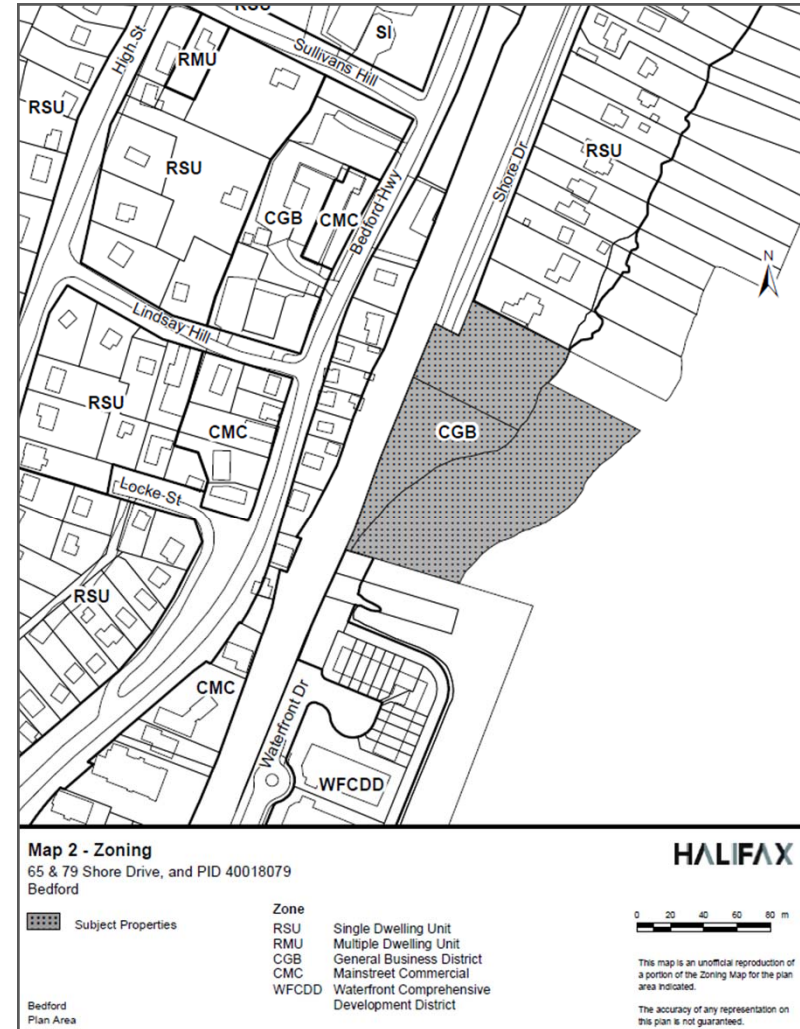 RSU
SI
Sullivans Hill
High St
RMU
RSU
RSU
RSU
Shore Dr
Bedford Hwy
CGB
CMC
N
Lindsay Hill
RSU
CMC
CGB
Locke St
RSU
CMC
Waterfront Dr
WFCDD
Map 2 - Zoning
65 & 79 Shore Drive, and PID 40018079
Bedford
HALIFAX
Subject Properties
Zone
RSU Single Dwelling Unit
RMU Multiple Dwelling Unit
CGB General Business District
CMC Mainstreet Commercial
WFCDD Waterfront Comprehensive
Development District
0 20 40 60 80 m
This map is an unofficial reproduction of
a portion of the Zoning Map for the plan
area indicated.
The accuracy of any representation on
this plan is not guaranteed.
Bedford
Plan Area